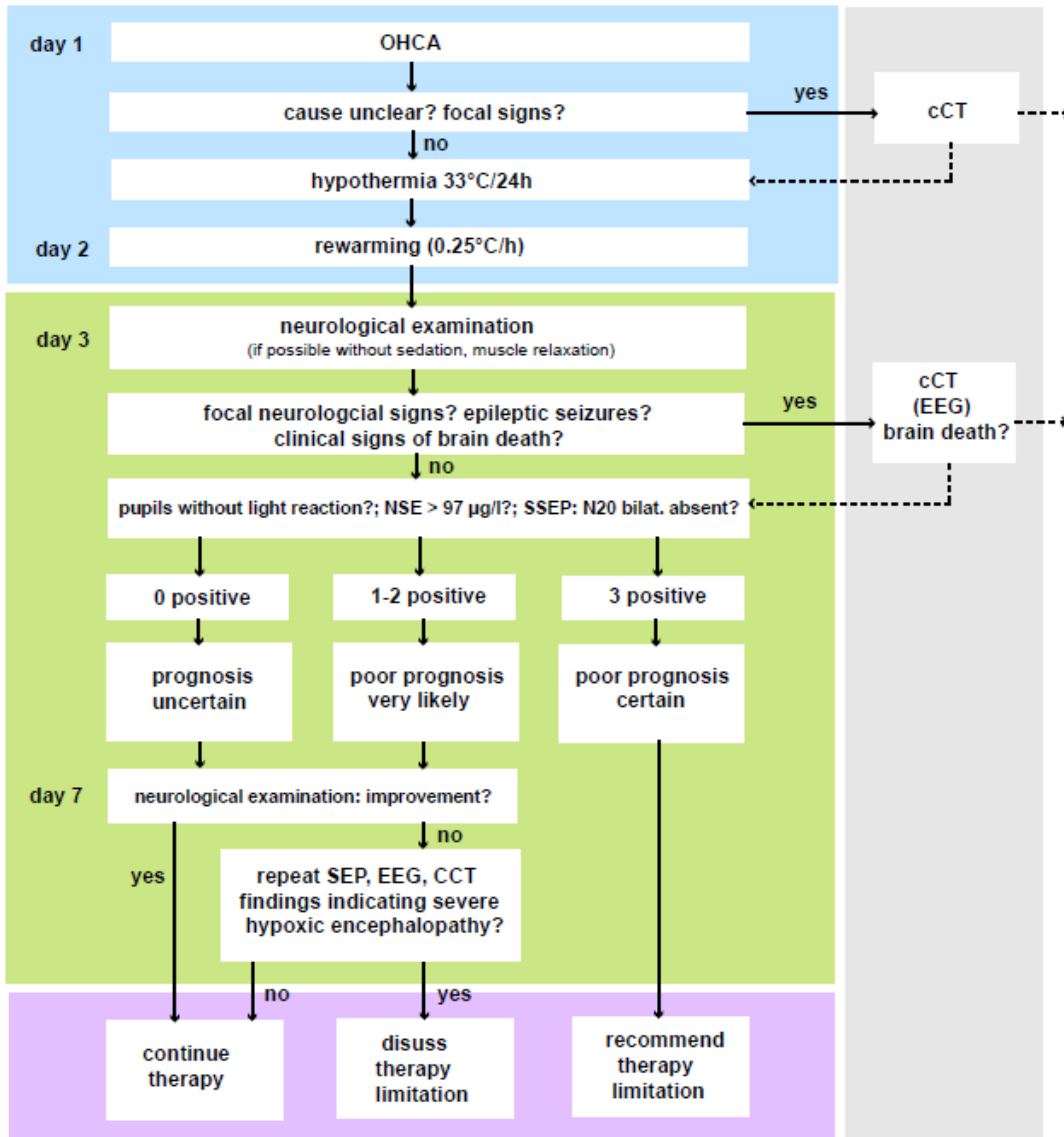 day 1
OHCA
cause unclear? focal signs?
yes
cCT
no
hypothermia 33°C/24h
day 2
rewarming (0.25°C/h)
day 3
neurological examination
(if possible without sedation, muscle relaxation)
focal neurologcial signs? epileptic seizures?
clinical signs of brain death?
yes
cCT
(EEG)
brain death?
no
pupils without light reaction?; NSE > 97 µg/l?; SSEP: N20 bilat. absent?
0 positive
1-2 positive
3 positive
prognosis
uncertain
poor prognosis
very likely
poor prognosis
certain
day 7
neurological examination: improvement?
no
yes
repeat SEP, EEG, CCT
findings indicating severe
hypoxic encephalopathy?
no
yes
continue
therapy
disuss
therapy
limitation
recommend
therapy
limitation